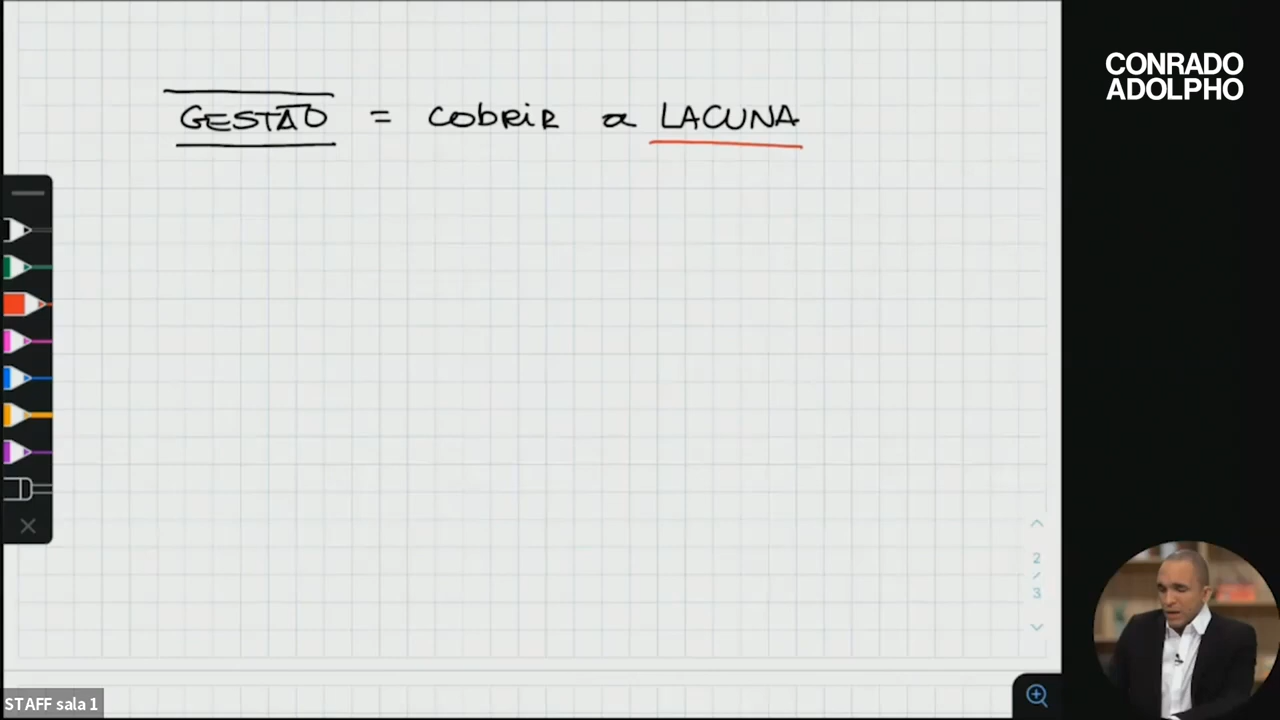 CONRADO
ADOLPHO
GESTÃO = CObRiR a LACUNA
2
/
3
STAFF sala 1